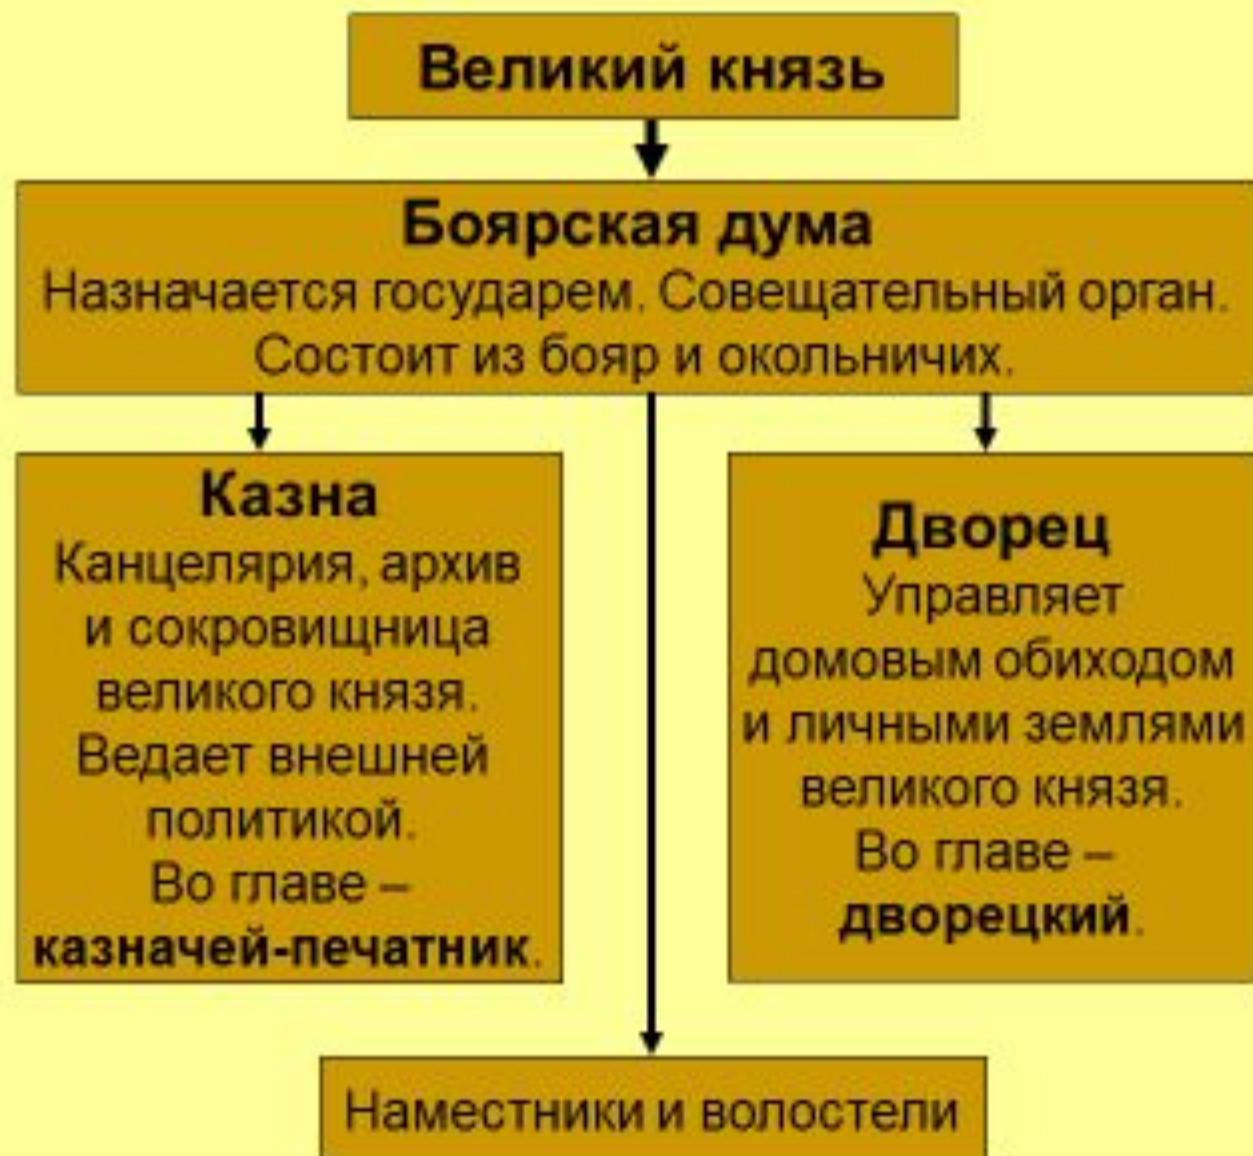 Великий князь
Боярская дума
Назначается государем. Совещательный орган.
Состоит из бояр и окольничих.
Казна
Канцелярия, архив
и сокровищница
великого князя.
Ведает внешней
политикой.
Во главе –
казначей-печатник.
Дворец
Управляет
домовым обиходом
и личными землями
великого князя.
Во главе –
дворецкий.
Наместники и волостели